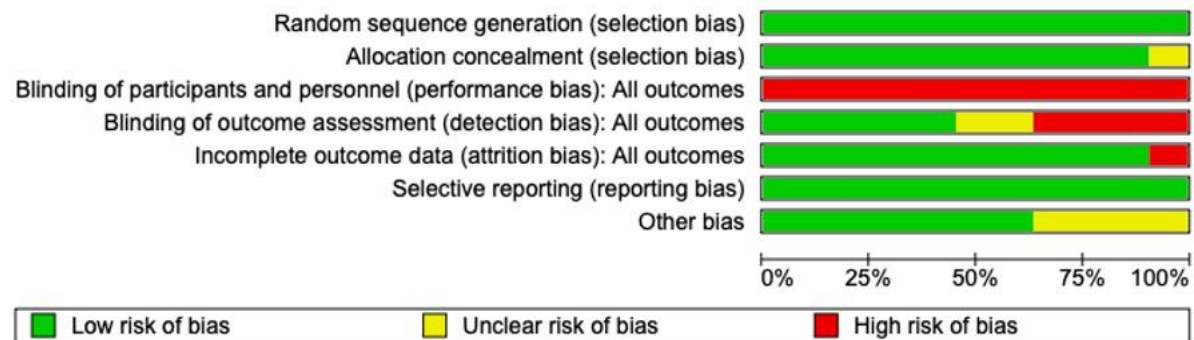 Random sequence generation (selection bias)
Allocation concealment (selection bias)
Blinding of participants and personnel (performance bias): All outcomes
Blinding of outcome assessment (detection bias): All outcomes
Incomplete outcome data (attrition bias): All outcomes
Selective reporting (reporting bias)
Other bias
0% 25% 50% 75% 100%
Low risk of bias Unclear risk of bias High risk of bias